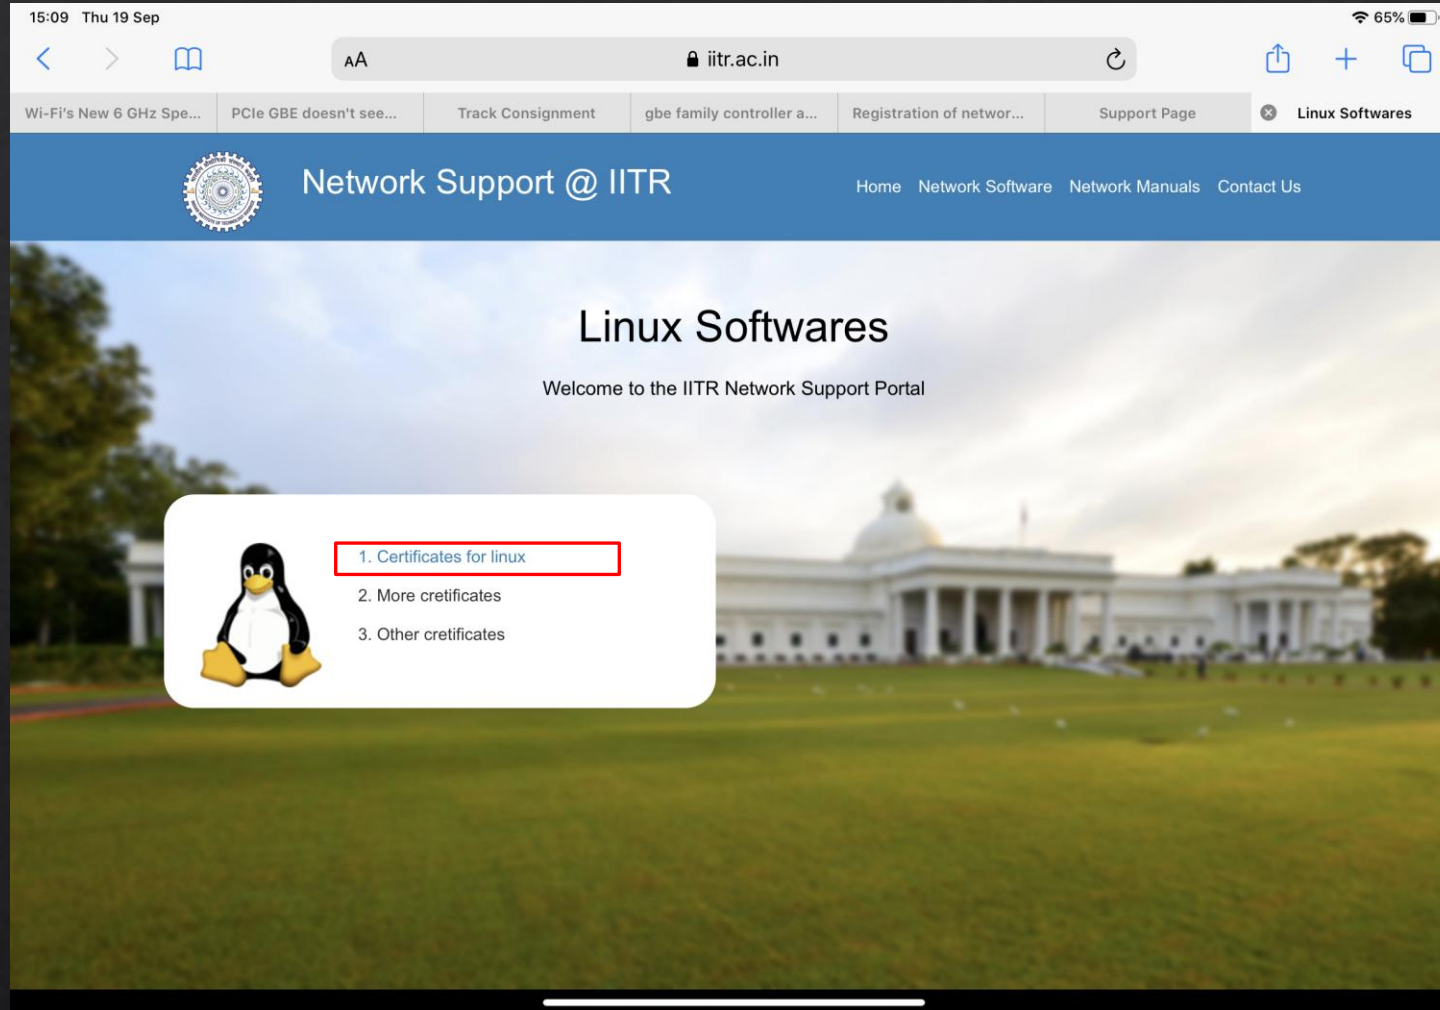 15:09 Thu 19 Sep
65%
AA
iitr.ac.in
Wi-Fi's New 6 GHz Spe...
PCIe GBE doesn't see...
Track Consignment
gbe family controller a...
Registration of networ...
Support Page
Linux Softwares
Network Support @ IITR
Home Network Software Network Manuals Contact Us
Linux Softwares
Welcome to the IITR Network Support Portal
1. Certificates for linux
2. More cretificates
3. Other cretificates